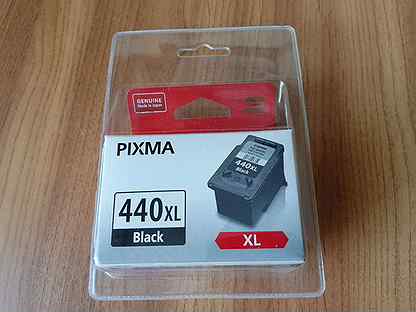 GENUINE
Made in Japan
PIXMA
440XL
Black
440XL
Black
XL